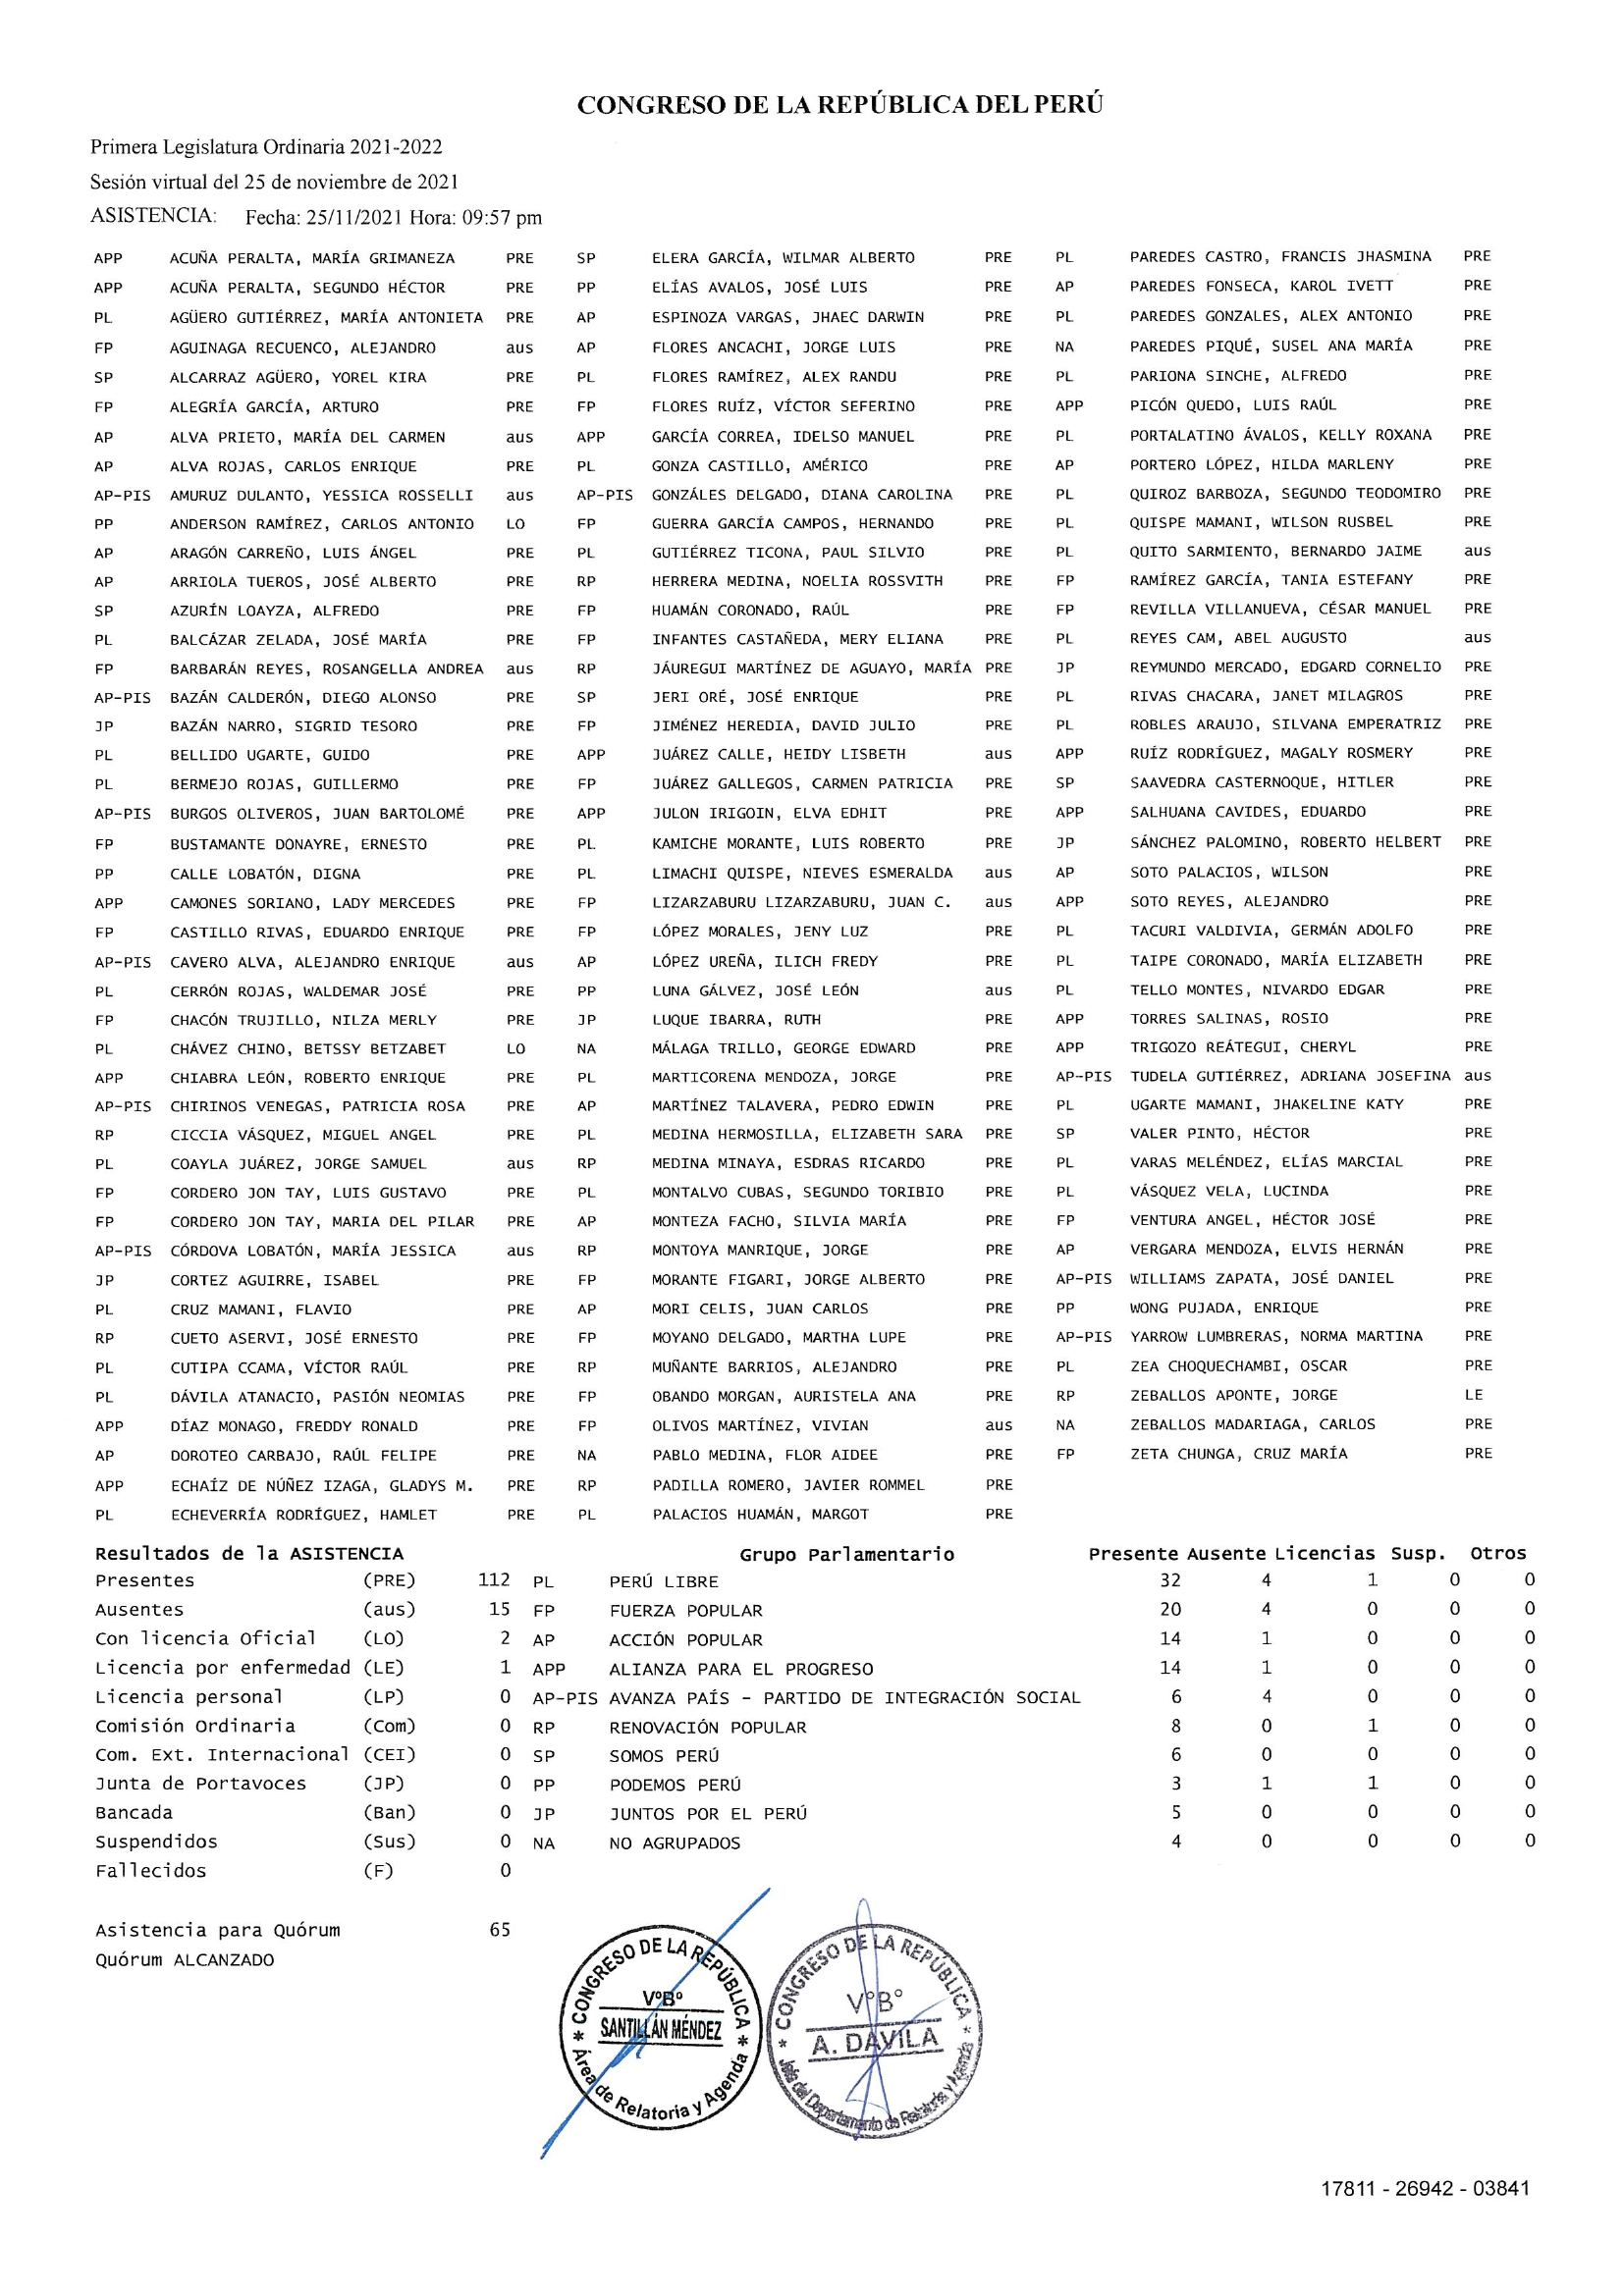 CONGRESO DE LA REPÚBLICA DEL PERÚ
Primera Legislatura Ordinaria 2021-2022
Sesión virtual del 25 de noviembre de 2021
ASISTENCIA: Fecha: 25/11/2021 Hora: 09:57 pm
APP ACUÑA PERALTA, MARÍA GRIMANEZA PRE SP ELERA GARCÍA, WILMAR ALBERTO PRE PL PAREDES CASTRO, FRANCIS JHASMINA PRE
APP ACUÑA PERALTA, SEGUNDO HÉCTOR PRE PP ELÍAS AVALOS, JOSÉ LUIS PRE AP PAREDES FONSECA, KAROL IVETT PRE
PL AGÜERO GUTIÉRREZ, MARÍA ANTONIETA PRE AP ESPINOZA VARGAS, JHAEC DARWIN PRE PL PAREDES GONZALES, ALEX ANTONIO PRE
FP AGUINAGA RECUENCO, ALEJANDRO aus AP FLORES ANCACHI, JORGE LUIS PRE NA PAREDES PIQUÉ, SUSEL ANA MARÍA PRE
SP ALCARRAZ AGÜERO, YOREL KIRA PRE PL FLORES RAMÍREZ, ALEX RANDU PRE PL PARIONA SINCHE, ALFREDO PRE
FP ALEGRÍA GARCÍA, ARTURO PRE FP FLORES RUÍZ, VÍCTOR SEFERINO PRE APP PICÓN QUEDO, LUIS RAÚL PRE
AP ALVA PRIETO, MARÍA DEL CARMEN aus APP GARCÍA CORREA, IDELSO MANUEL PRE PL PORTALATINO ÁVALOS, KELLY ROXANA PRE
AP ALVA ROJAS, CARLOS ENRIQUE PRE PL GONZA CASTILLO, AMÉRICO PRE AP PORTERO LÓPEZ, HILDA MARLENY PRE
AP-PIS AMURUZ DULANTO, YESSICA ROSSELLI aus AP-PIS GONZÁLES DELGADO, DIANA CAROLINA PRE PL QUIROZ BARBOZA, SEGUNDO TEODOMIRO PRE
PP ANDERSON RAMÍREZ, CARLOS ANTONIO LO FP GUERRA GARCÍA CAMPOS, HERNANDO PRE PL QUISPE MAMANI, WILSON RUSBEL PRE
AP ARAGÓN CARREÑO, LUIS ÁNGEL PRE PL GUTIÉRREZ TICONA, PAUL SILVIO PRE PL QUITO SARMIENTO, BERNARDO JAIME aus
AP ARRIOLA TUEROS, JOSÉ ALBERTO PRE RP HERRERA MEDINA, NOELIA ROSSVITH PRE FP RAMÍREZ GARCÍA, TANIA ESTEFANY PRE
SP AZURÍN LOAYZA, ALFREDO PRE FP HUAMÁN CORONADO, RAÚL PRE FP REVILLA VILLANUEVA, CÉSAR MANUEL PRE
PL BALCÁZAR ZELADA, JOSÉ MARÍA PRE FP INFANTES CASTAÑEDA, MERY ELIANA PRE PL REYES CAM, ABEL AUGUSTO aus
FP BARBARÁN REYES, ROSANGELLA ANDREA aus RP JÁUREGUI MARTÍNEZ DE AGUAYO, MARÍA PRE JP REYMUNDO MERCADO, EDGARD CORNELIO PRE
AP-PIS BAZÁN CALDERÓN, DIEGO ALONSO PRE SP JERI ORÉ, JOSÉ ENRIQUE PRE PL RIVAS CHACARA, JANET MILAGROS PRE
JP BAZÁN NARRO, SIGRID TESORO PRE FP JIMÉNEZ HEREDIA, DAVID JULIO PRE PL ROBLES ARAUJO, SILVANA EMPERATRIZ PRE
PL BELLIDO UGARTE, GUIDO PRE APP JUÁREZ CALLE, HEIDY LISBETH aus APP RUÍZ RODRÍGUEZ, MAGALY ROSMERY PRE
PL BERMEJO ROJAS, GUILLERMO PRE FP JUÁREZ GALLEGOS, CARMEN PATRICIA PRE SP SAAVEDRA CASTERNOQUE, HITLER PRE
AP-PIS BURGOS OLIVEROS, JUAN BARTOLOMÉ PRE APP JULON IRIGOIN, ELVA EDHIT PRE APP SALHUANA CAVIDES, EDUARDO PRE
FP BUSTAMANTE DONAYRE, ERNESTO PRE PL KAMICHE MORANTE, LUIS ROBERTO PRE JP SÁNCHEZ PALOMINO, ROBERTO HELBERT PRE
PP CALLE LOBATÓN, DIGNA PRE PL LIMACHI QUISPE, NIEVES ESMERALDA aus AP SOTO PALACIOS, WILSON PRE
APP CAMONES SORIANO, LADY MERCEDES PRE FP LIZARZABURU LIZARZABURU, JUAN C. aus APP SOTO REYES, ALEJANDRO PRE
FP CASTILLO RIVAS, EDUARDO ENRIQUE PRE FP LÓPEZ MORALES, JENY LUZ PRE PL TACURI VALDIVIA, GERMÁN ADOLFO PRE
AP-PIS CAVERO ALVA, ALEJANDRO ENRIQUE aus AP LÓPEZ UREÑA, ILICH FREDY PRE PL TAIPE CORONADO, MARÍA ELIZABETH PRE
PL CERRÓN ROJAS, WALDEMAR JOSÉ PRE PP LUNA GÁLVEZ, JOSÉ LEÓN aus PL TELLO MONTES, NIVARDO EDGAR PRE
FP CHACÓN TRUJILLO, NILZA MERLY PRE JP LUQUE IBARRA, RUTH PRE APP TORRES SALINAS, ROSIO PRE
PL CHÁVEZ CHINO, BETSSY BETZABET LO NA MÁLAGA TRILLO, GEORGE EDWARD PRE APP TRIGOZO REÁTEGUI, CHERYL PRE
APP CHIABRA LEÓN, ROBERTO ENRIQUE PRE PL MARTICORENA MENDOZA, JORGE PRE AP-PIS TUDELA GUTIÉRREZ, ADRIANA JOSEFINA aus
AP-PIS CHIRINOS VENEGAS, PATRICIA ROSA PRE AP MARTÍNEZ TALAVERA, PEDRO EDWIN PRE PL UGARTE MAMANI, JHAKELINE KATY PRE
RP CICCIA VÁSQUEZ, MIGUEL ANGEL PRE PL MEDINA HERMOSILLA, ELIZABETH SARA PRE SP VALER PINTO, HÉCTOR PRE
PL COAYLA JUÁREZ, JORGE SAMUEL aus RP MEDINA MINAYA, ESDRAS RICARDO PRE PL VARAS MELÉNDEZ, ELÍAS MARCIAL PRE
FP CORDERO JON TAY, LUIS GUSTAVO PRE PL MONTALVO CUBAS, SEGUNDO TORIBIO PRE PL VÁSQUEZ VELA, LUCINDA PRE
FP CORDERO JON TAY, MARIA DEL PILAR PRE AP MONTEZA FACHO, SILVIA MARÍA PRE FP VENTURA ANGEL, HÉCTOR JOSÉ PRE
AP-PIS CÓRDOVA LOBATÓN, MARÍA JESSICA aus RP MONTOYA MANRIQUE, JORGE PRE AP VERGARA MENDOZA, ELVIS HERNÁN PRE
JP CORTEZ AGUIRRE, ISABEL PRE FP MORANTE FIGARI, JORGE ALBERTO PRE AP-PIS WILLIAMS ZAPATA, JOSÉ DANIEL PRE
PL CRUZ MAMANI, FLAVIO PRE AP MORI CELIS, JUAN CARLOS PRE PP WONG PUJADA, ENRIQUE PRE
RP CUETO ASERVI, JOSÉ ERNESTO PRE FP MOYANO DELGADO, MARTHA LUPE PRE AP-PIS YARROW LUMBRERAS, NORMA MARTINA PRE
PL CUTIPA CCAMA, VÍCTOR RAÚL PRE RP MUÑANTE BARRIOS, ALEJANDRO PRE PL ZEA CHOQUECHAMBI, OSCAR PRE
PL DÁVILA ATANACIO, PASIÓN NEOMIAS PRE FP OBANDO MORGAN, AURISTELA ANA PRE RP ZEBALLOS APONTE, JORGE LE
APP DÍAZ MONAGO, FREDDY RONALD PRE FP OLIVOS MARTÍNEZ, VIVIAN aus NA ZEBALLOS MADARIAGA, CARLOS PRE
AP DOROTEO CARBAJO, RAÚL FELIPE PRE NA PABLO MEDINA, FLOR AIDEE PRE FP ZETA CHUNGA, CRUZ MARÍA PRE
APP ECHAÍZ DE NÚÑEZ IZAGA, GLADYS M. PRE RP PADILLA ROMERO, JAVIER ROMMEL PRE
PL ECHEVERRÍA RODRÍGUEZ, HAMLET PRE PL PALACIOS HUAMÁN, MARGOT PRE
Resultados de la ASISTENCIA Grupo Parlamentario Presente Ausente Licencias Susp. Otros
Presentes (PRE) 112 PL PERÚ LIBRE 32 4 1 0 0
Ausentes (aus) 15 FP FUERZA POPULAR 20 4 0 0 0
Con licencia Oficial (LO) 2 AP ACCIÓN POPULAR 14 1 0 0 0
Licencia por enfermedad (LE) 1 APP ALIANZA PARA EL PROGRESO 14 1 0 0 0
Licencia personal (LP) 0 AP-PIS AVANZA PAÍS - PARTIDO DE INTEGRACIÓN SOCIAL 6 4 0 0 0
Comisión Ordinaria (Com) 0 RP RENOVACIÓN POPULAR 8 0 1 0 0
Com. Ext. Internacional (CEI) 0 SP SOMOS PERÚ 6 0 0 0 0
Junta de Portavoces (JP) 0 PP PODEMOS PERÚ 3 1 1 0 0
Bancada (Ban) 0 JP JUNTOS POR EL PERÚ 5 0 0 0 0
Suspendidos (Sus) 0 NA NO AGRUPADOS 4 0 0 0 0
Fallecidos (F) 0
Asistencia para Quórum 65
Quórum ALCANZADO
* CONGRESO DE LA REPÚBLICA *
V°B°
SANTILLÁN MÉNDEZ
Área de Relatoria y Agenda
* CONGRESO DE LA REPÚBLICA *
V°B°
A. DAVILA
Jefa del Departamento de Relatoría y Agenda
17811 - 26942 - 03841